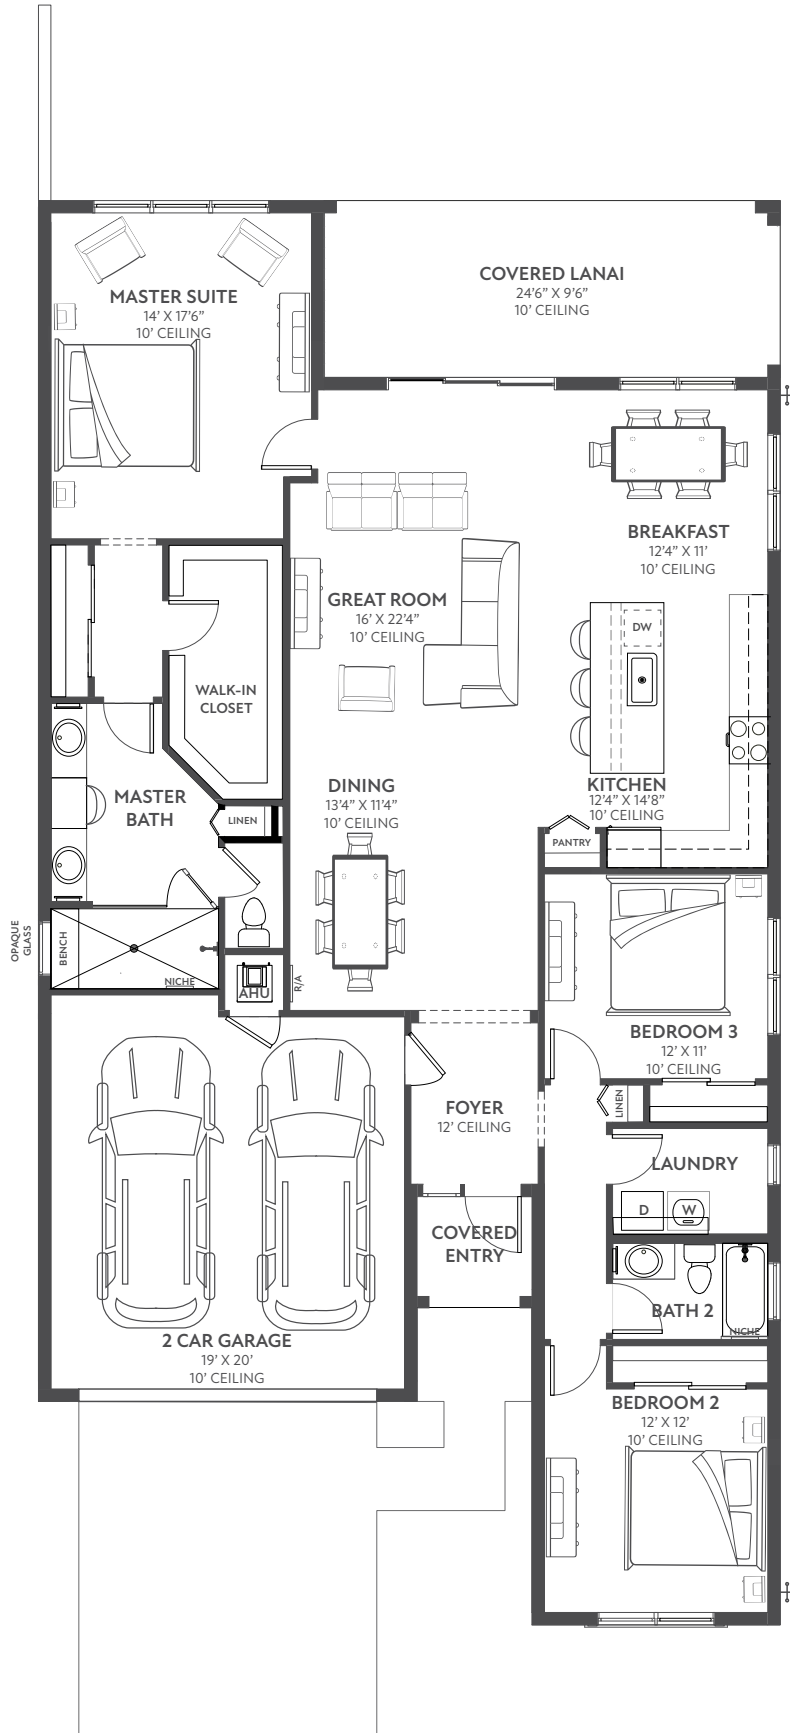 COVERED LANAI
24'6" X 9'6"
10' CEILING
MASTER SUITE
14' X 17'6"
10' CEILING
BREAKFAST
12'4" X 11'
10' CEILING
GREAT ROOM
16' X 22'4"
10' CEILING
DW
WALK-IN
CLOSET
KITCHEN
12'4" X 14'8"
10' CEILING
DINING
13'4" X 11'4"
10' CEILING
MASTER
BATH
LINEN
PANTRY
OPAQUE
GLASS
BENCH
NICHE
AHU
R/A
BEDROOM 3
12' X 11'
10' CEILING
FOYER
12' CEILING
LINEN
LAUNDRY
D
W
COVERED
ENTRY
BATH 2
NICHE
2 CAR GARAGE
19' X 20'
10' CEILING
BEDROOM 2
12' X 12'
10' CEILING